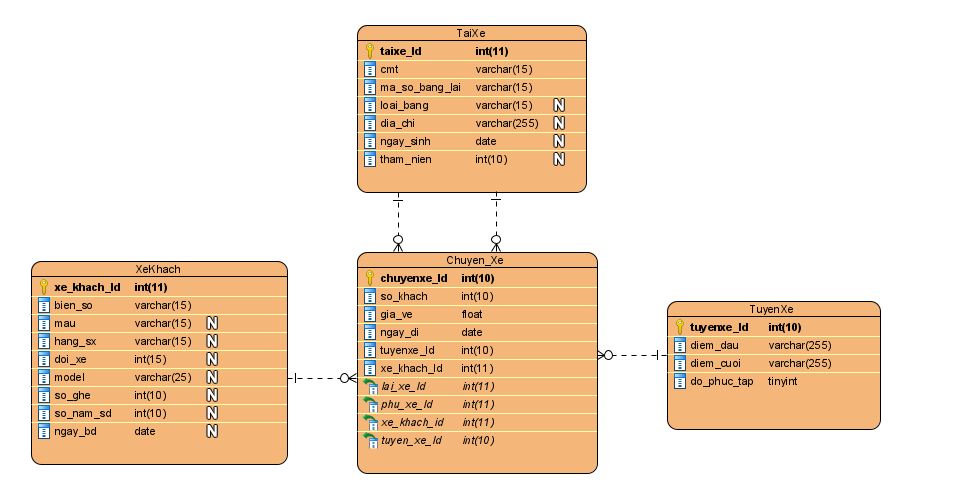 TaiXe
taixe_Id int(11)
cmt varchar(15)
ma_so_bang_lai varchar(15)
loai_bang varchar(15) N
dia_chi varchar(255) N
ngay_sinh date N
tham_nien int(10) N
XeKhach
xe_khach_Id int(11)
bien_so varchar(15)
mau varchar(15) N
hang_sx varchar(15) N
doi_xe int(15) N
model varchar(25) N
so_ghe int(10) N
so_nam_sd int(10) N
ngay_bd date N
Chuyen_Xe
chuyenxe_Id int(10)
so_khach int(10)
gia_ve float
ngay_di date
tuyenxe_Id int(10)
xe_khach_Id int(11)
lai_xe_Id int(11)
phu_xe_Id int(11)
xe_khach_id int(11)
tuyen_xe_Id int(10)
TuyenXe
tuyenxe_Id int(10)
diem_dau varchar(255)
diem_cuoi varchar(255)
do_phuc_tap tinyint